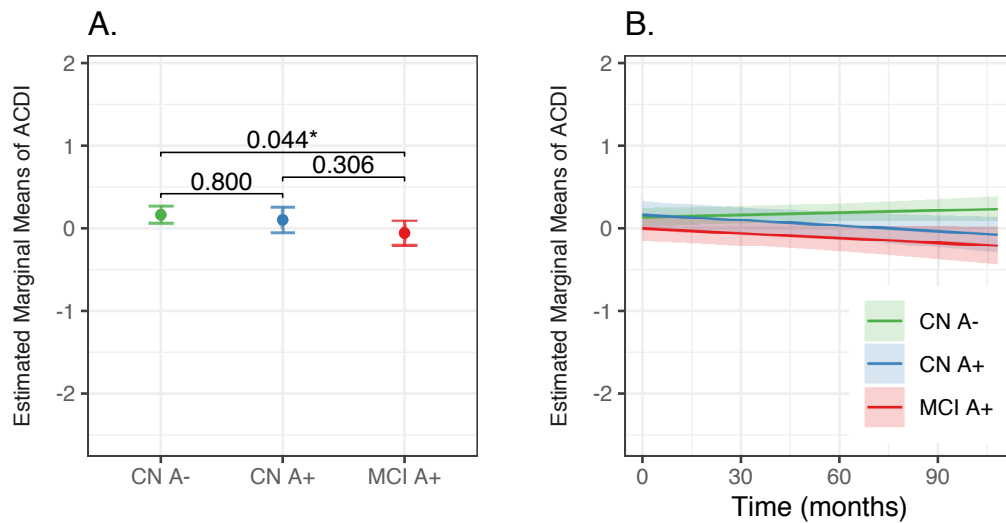 A.
Estimated Marginal Means of ACDI
2
1
0
-1
-2
0.044*
0.306
0.800
CN A-
CN A+
MCI A+
B.
Estimated Marginal Means of ACDI
2
1
0
-1
-2
CN A-
CN A+
MCI A+
0
30
60
90
Time (months)